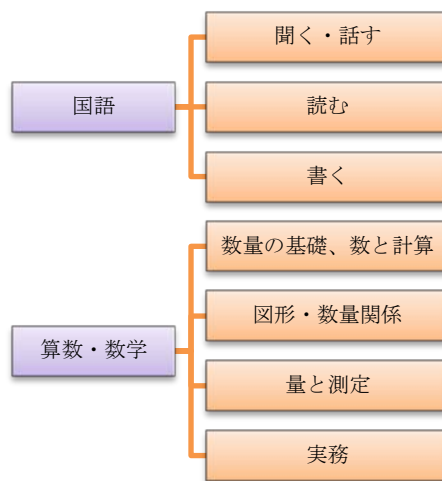 国語
聞く・話す
読む
書く
算数・数学
数量の基礎、数と計算
図形・数量関係
量と測定
実務